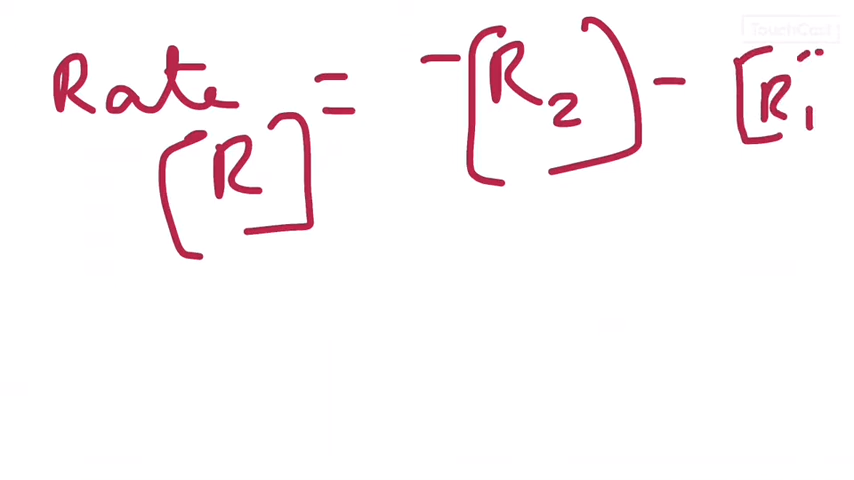 Rate = -[R2] - [R1
[R]